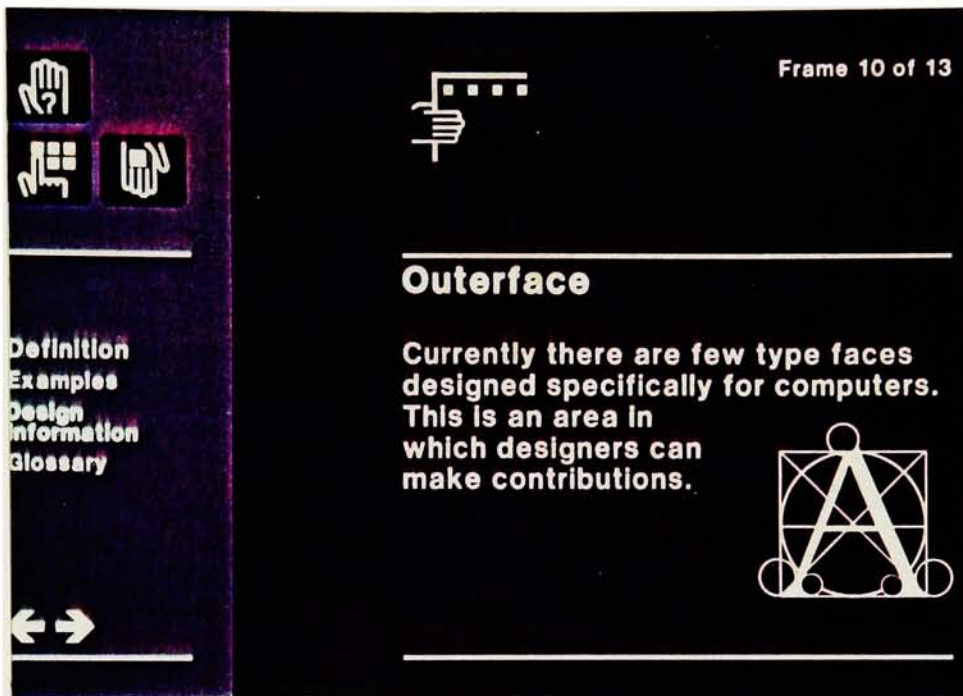 ?
Frame 10 of 13
Definition
Examples
Design
Information
Glossary
Outerface
Currently there are few type faces
designed specifically for computers.
This is an area in
which designers can
make contributions.
A